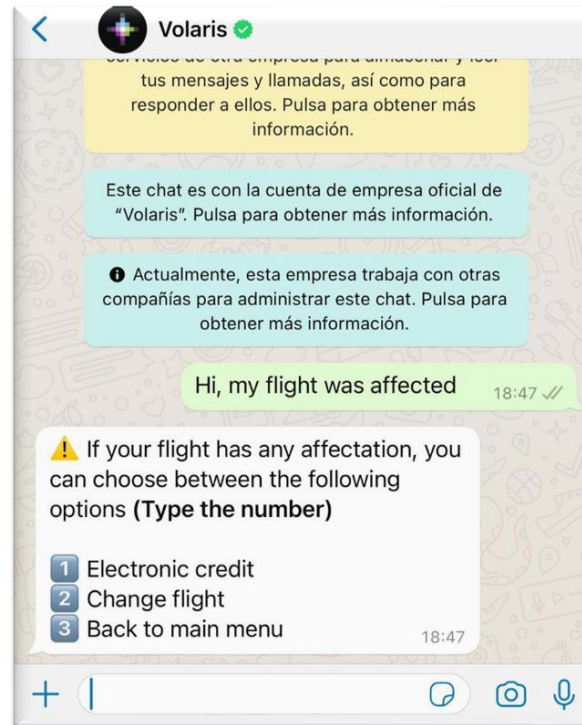 Volaris
tus mensajes y llamadas, así como para
responder a ellos. Pulsa para obtener más
información.
Este chat es con la cuenta de empresa oficial de
“Volaris”. Pulsa para obtener más información.
Actualmente, esta empresa trabaja con otras
compañías para administrar este chat. Pulsa para
obtener más información.
Hi, my flight was affected
18:47
If your flight has any affectation, you
can choose between the following
options (Type the number)
1 Electronic credit
2 Change flight
3 Back to main menu
18:47